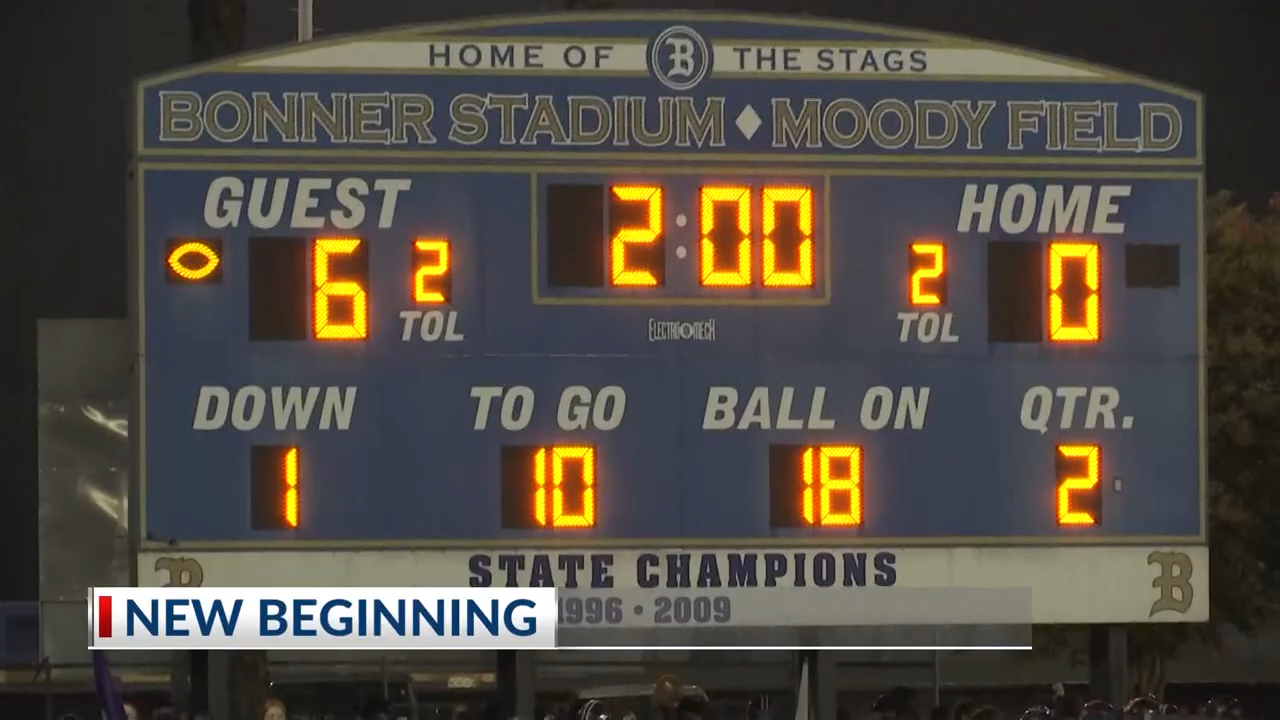 HOME OF B THE STAGS
BONNER STADIUM ♦ MOODY FIELD
GUEST 2:00 HOME
6 2 2 0
TOL ELECTRO-MECH TOL
DOWN TO GO BALL ON QTR.
1 10 18 2
STATE CHAMPIONS
B 1996 • 2009 B
NEW BEGINNING